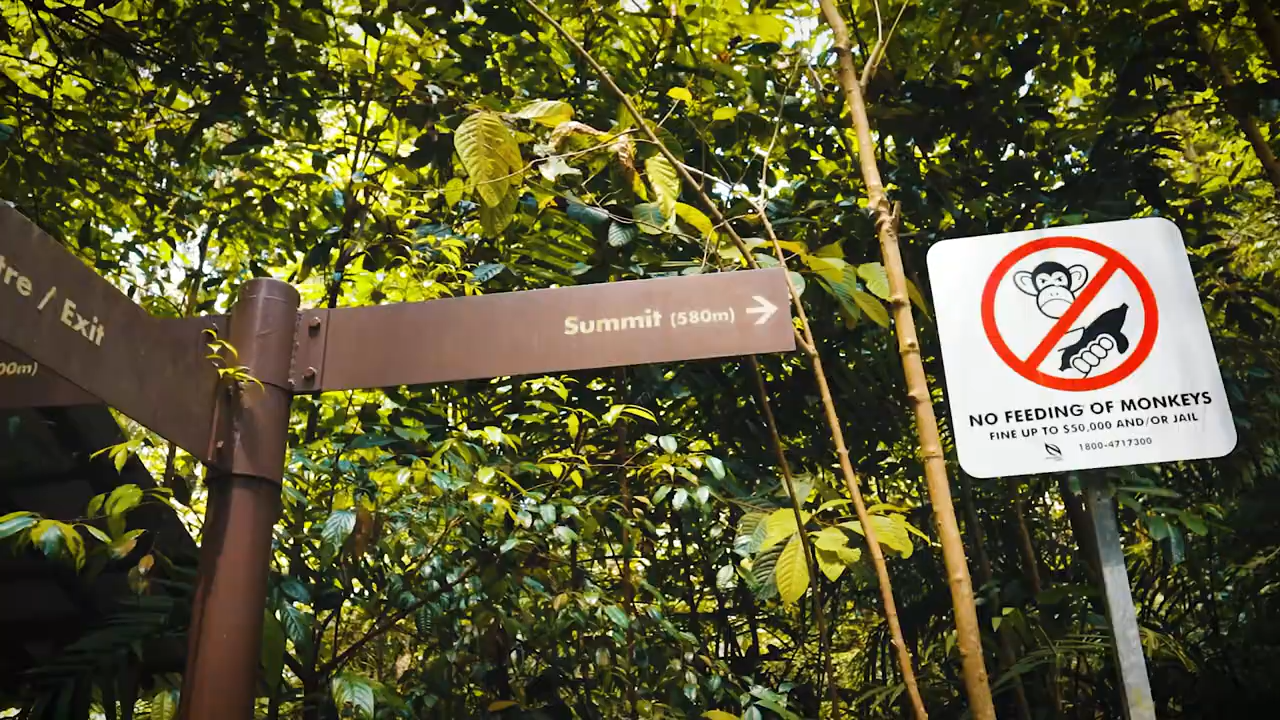 tre / Exit
00m)
Summit (580m)
NO FEEDING OF MONKEYS
FINE UP TO $50,000 AND/OR JAIL
1800-4717300